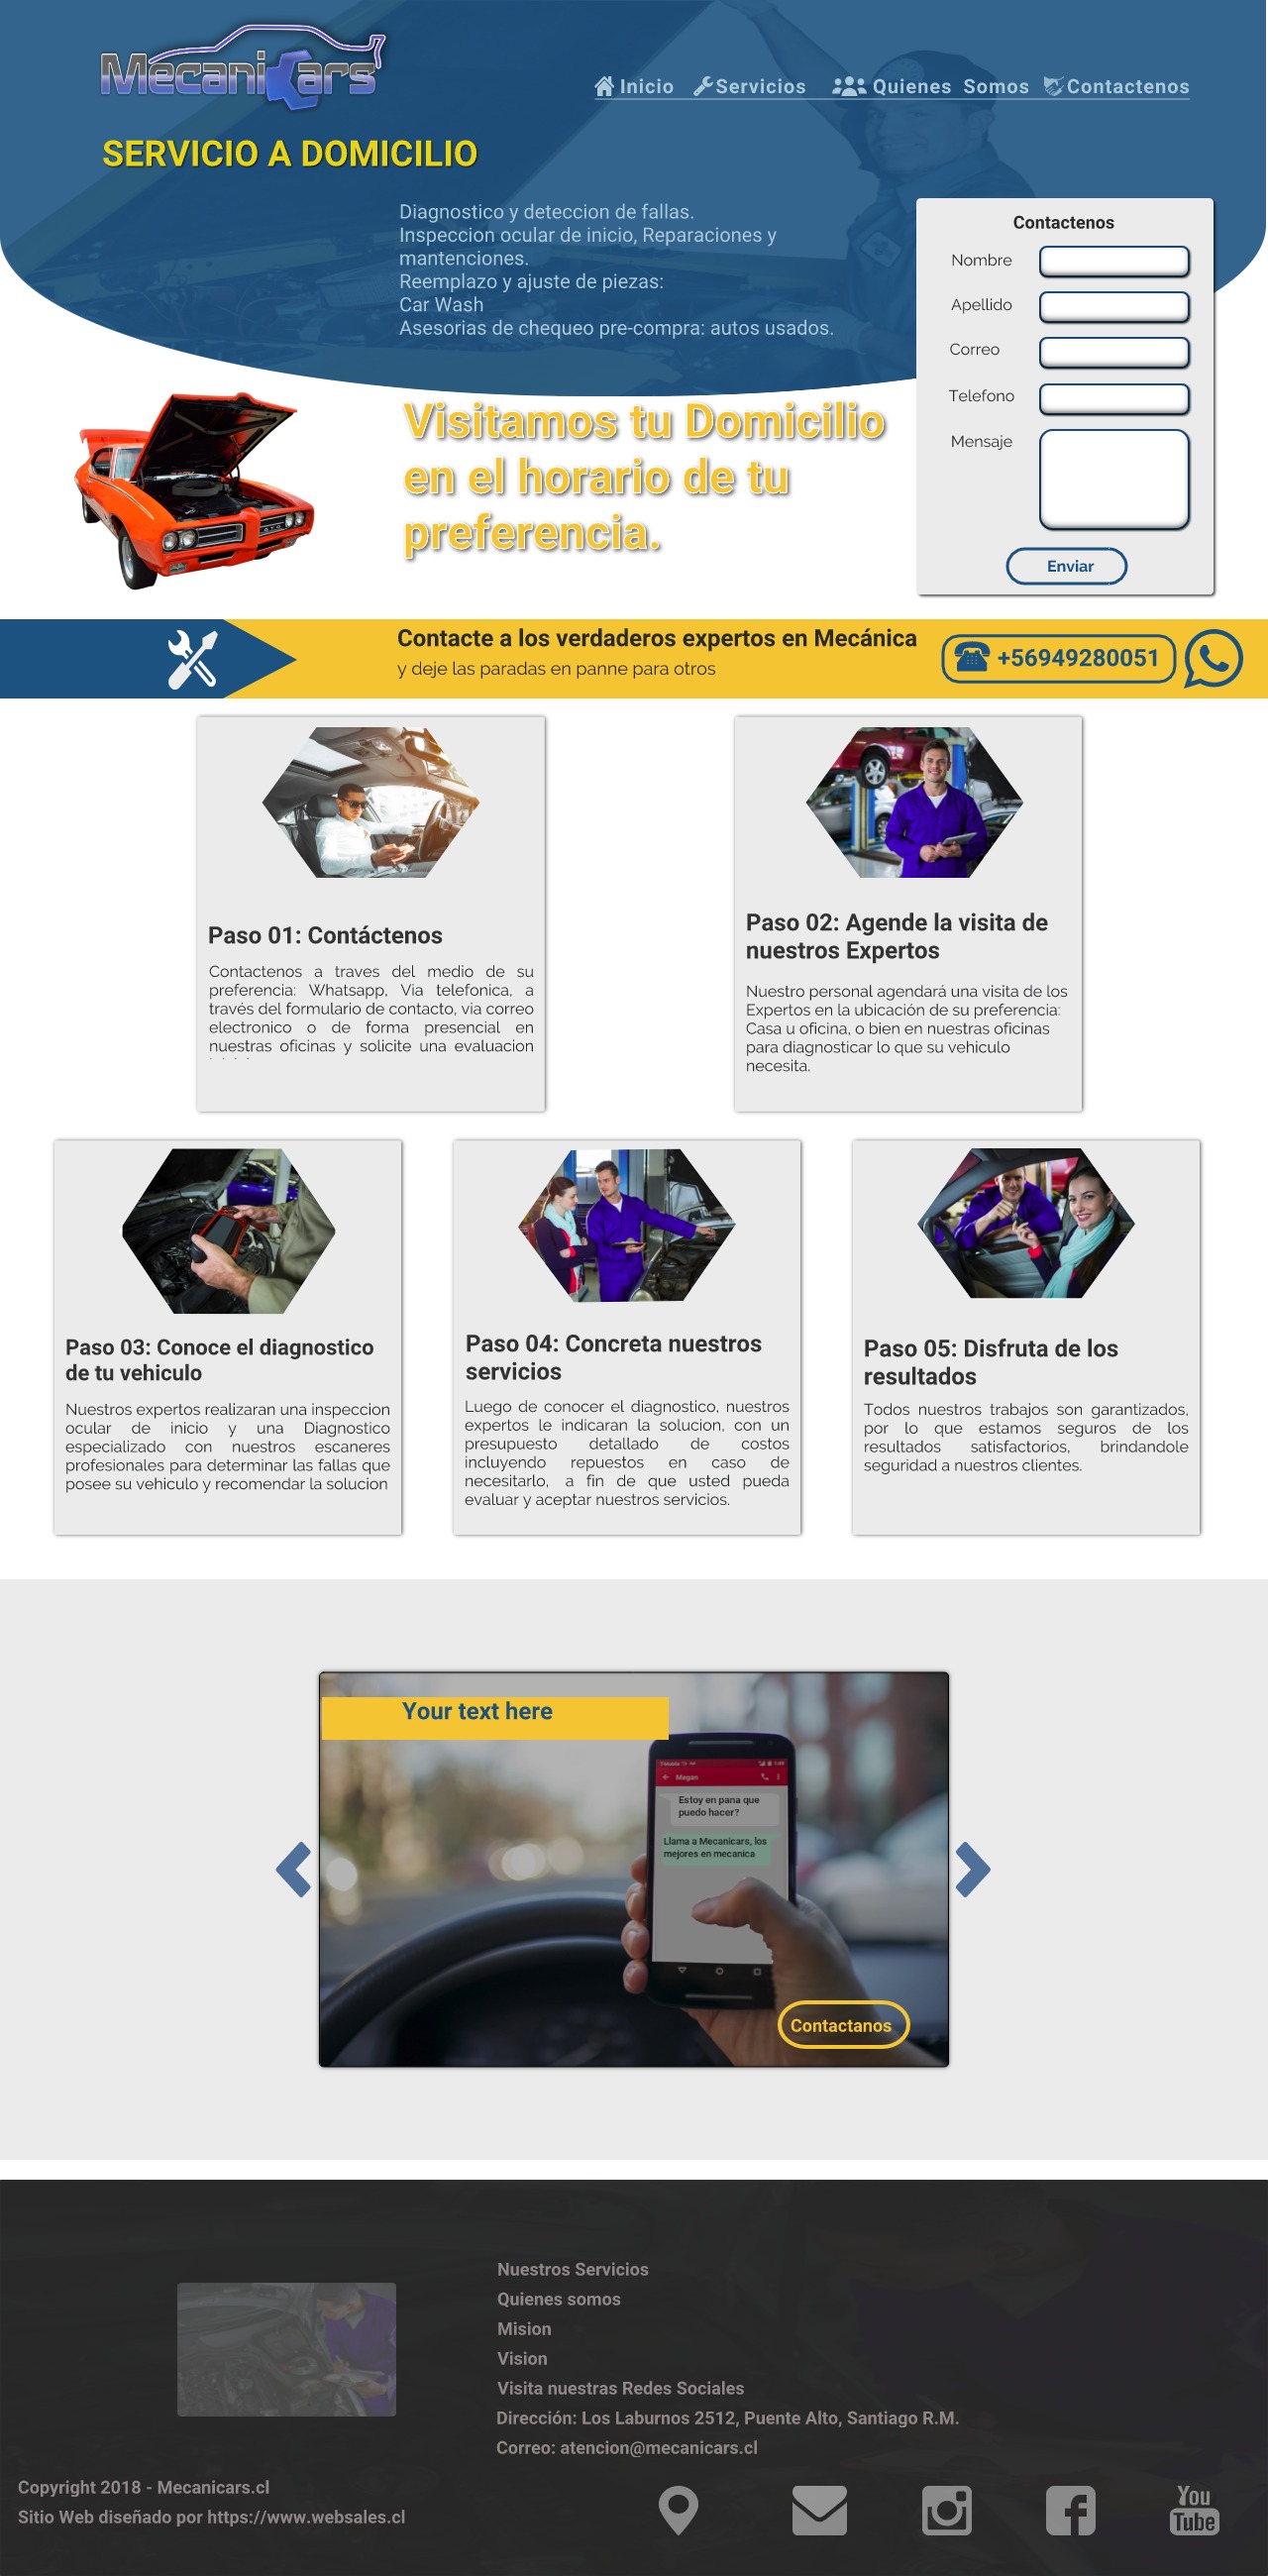 MecaniCars
Inicio Servicios Quienes Somos Contactenos
SERVICIO A DOMICILIO
Diagnostico y deteccion de fallas.
Inspeccion ocular de inicio, Reparaciones y
mantenciones.
Reemplazo y ajuste de piezas:
Car Wash
Asesorias de chequeo pre-compra: autos usados.
Visitamos tu Domicilio
en el horario de tu
preferencia.
Contactenos
Nombre
Apellido
Correo
Telefono
Mensaje
Enviar
Contacte a los verdaderos expertos en Mecánica
y deje las paradas en panne para otros
+56949280051
Paso 01: Contáctenos
Contactenos a traves del medio de su
preferencia: Whatsapp, Via telefonica, a
través del formulario de contacto, via correo
electronico o de forma presencial en
nuestras oficinas y solicite una evaluacion
Paso 02: Agende la visita de
nuestros Expertos
Nuestro personal agendará una visita de los
Expertos en la ubicación de su preferencia:
Casa u oficina, o bien en nuestras oficinas
para diagnosticar lo que su vehiculo
necesita.
Paso 03: Conoce el diagnostico
de tu vehiculo
Nuestros expertos realizaran una inspeccion
ocular de inicio y una Diagnostico
especializado con nuestros escaneres
profesionales para determinar las fallas que
posee su vehiculo y recomendar la solucion
Paso 04: Concreta nuestros
servicios
Luego de conocer el diagnostico, nuestros
expertos le indicaran la solucion, con un
presupuesto detallado de costos
incluyendo repuestos en caso de
necesitarlo, a fin de que usted pueda
evaluar y aceptar nuestros servicios.
Paso 05: Disfruta de los
resultados
Todos nuestros trabajos son garantizados,
por lo que estamos seguros de los
resultados satisfactorios, brindandole
seguridad a nuestros clientes.
Your text here
Megan
Estoy en pana que
puedo hacer?
Llama a Mecanicars, los
mejores en mecanica
Contactanos
Nuestros Servicios
Quienes somos
Mision
Vision
Visita nuestras Redes Sociales
Dirección: Los Laburnos 2512, Puente Alto, Santiago R.M.
Correo: atencion@mecanicars.cl
Copyright 2018 - Mecanicars.cl
Sitio Web diseñado por https://www.websales.cl
You
Tube